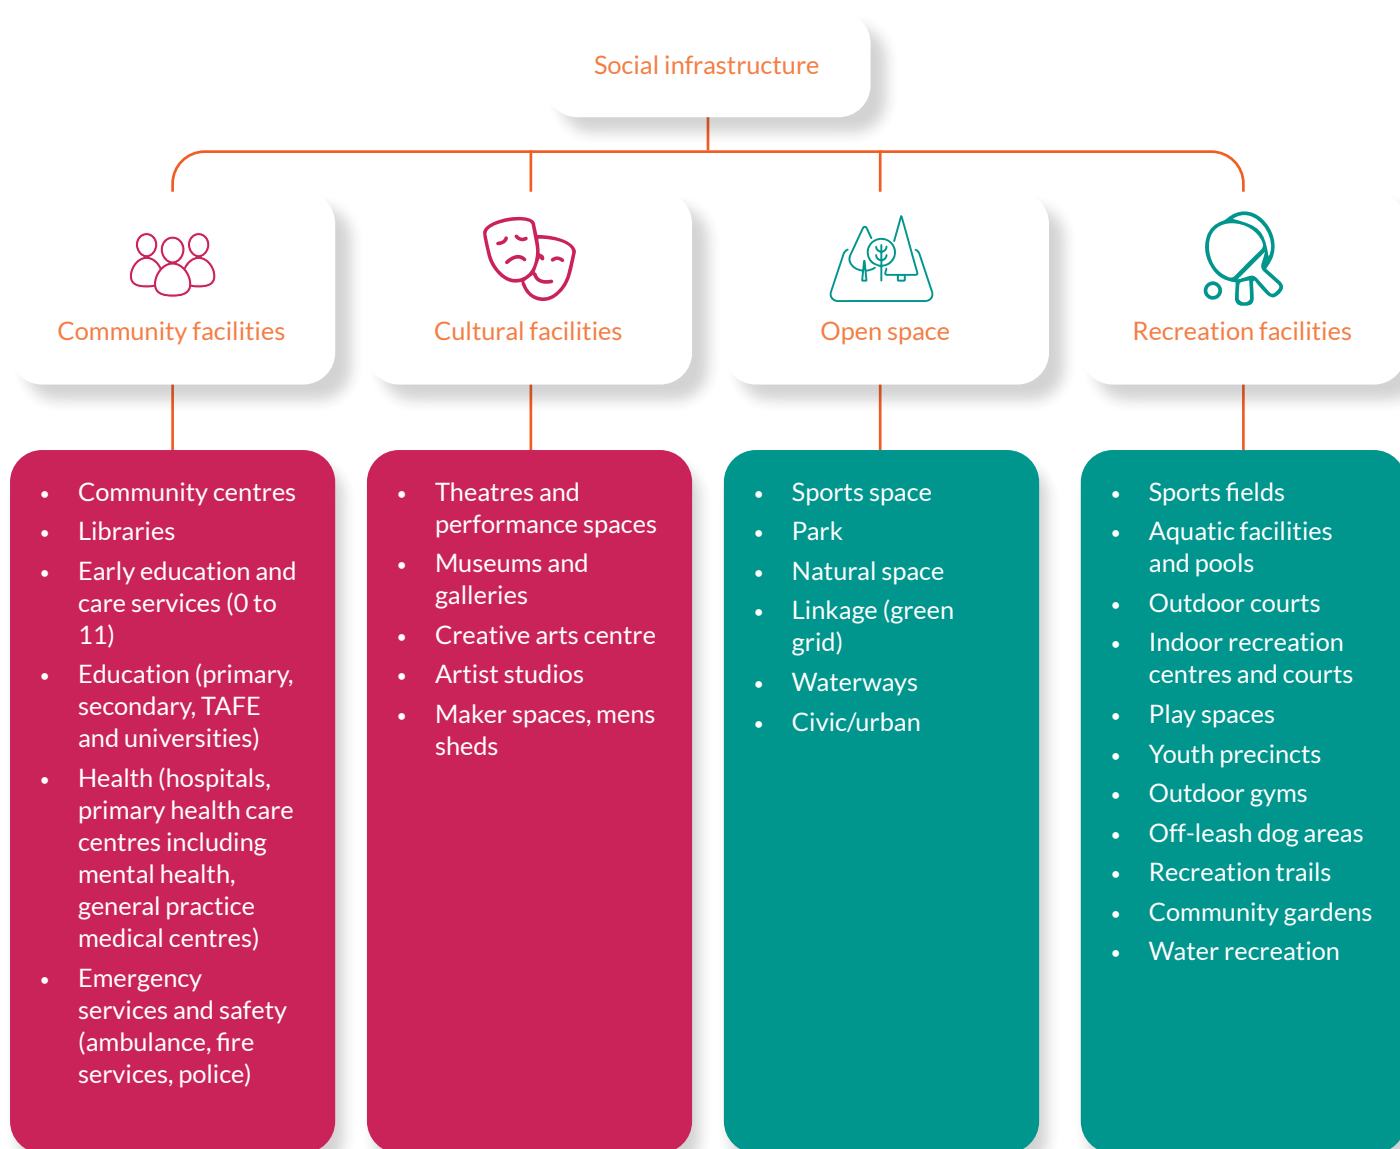 Social infrastructure
Community facilities
Cultural facilities
Open space
Recreation facilities
• Community centres
• Libraries
• Early education and
care services (0 to
11)
• Education (primary,
secondary, TAFE
and universities)
• Health (hospitals,
primary health care
centres including
mental health,
general practice
medical centres)
• Emergency
services and safety
(ambulance, fire
services, police)
• Theatres and
performance spaces
• Museums and
galleries
• Creative arts centre
• Artist studios
• Maker spaces, mens
sheds
• Sports space
• Park
• Natural space
• Linkage (green
grid)
• Waterways
• Civic/urban
• Sports fields
• Aquatic facilities
and pools
• Outdoor courts
• Indoor recreation
centres and courts
• Play spaces
• Youth precincts
• Outdoor gyms
• Off-leash dog areas
• Recreation trails
• Community gardens
• Water recreation